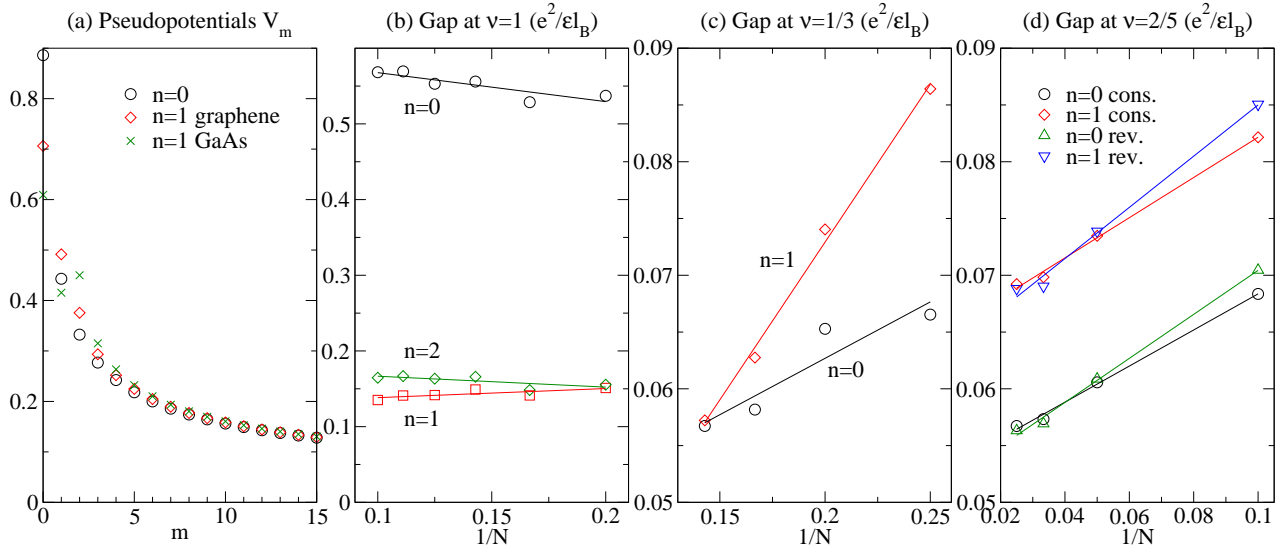 (a) Pseudopotentials V_m
(b) Gap at ν=1 (e²/εl_B)
(c) Gap at ν=1/3 (e²/εl_B)
(d) Gap at ν=2/5 (e²/εl_B)
0.8
0.6
0.4
0.2
0
n=0
n=1 graphene
n=1 GaAs
0
5
10
15
m
0.5
0.4
0.3
0.2
0.1
0
n=0
n=2
n=1
0.1
0.2
1/N
0.09
0.08
0.07
0.06
0.05
n=1
n=0
0.15
0.20
0.25
1/N
0.09
0.08
0.07
0.06
0.05
n=0 cons.
n=1 cons.
n=0 rev.
n=1 rev.
0.02
0.04
0.06
0.08
0.1
1/N